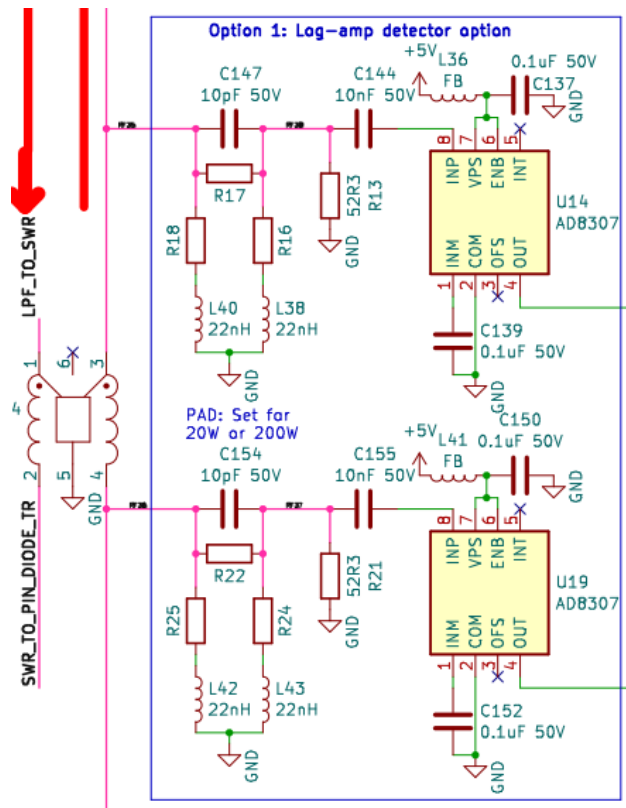 Option 1: Log-amp detector option
+5V
L36
FB
0.1uF 50V
C137
GND
C147
10pF 50V
C144
10nF 50V
R17
R18
R16
52R3
R13
GND
8
7
6
5
INP
VPS
ENB
INT
U14
AD8307
INM
COM
OFS
OUT
1
2
3
4
L40
22nH
L38
22nH
GND
C139
0.1uF 50V
GND
LPF_TO_SWR
1
6
3
4
2
5
4
GND
SWR_TO_PIN_DIODE_TR
PAD: Set for
20W or 200W
C154
10pF 50V
C155
10nF 50V
+5V
L41
FB
C150
0.1uF 50V
GND
R22
R25
R24
52R3
R21
GND
8
7
6
5
INP
VPS
ENB
INT
U19
AD8307
INM
COM
OFS
OUT
1
2
3
4
L42
22nH
L43
22nH
GND
C152
0.1uF 50V
GND